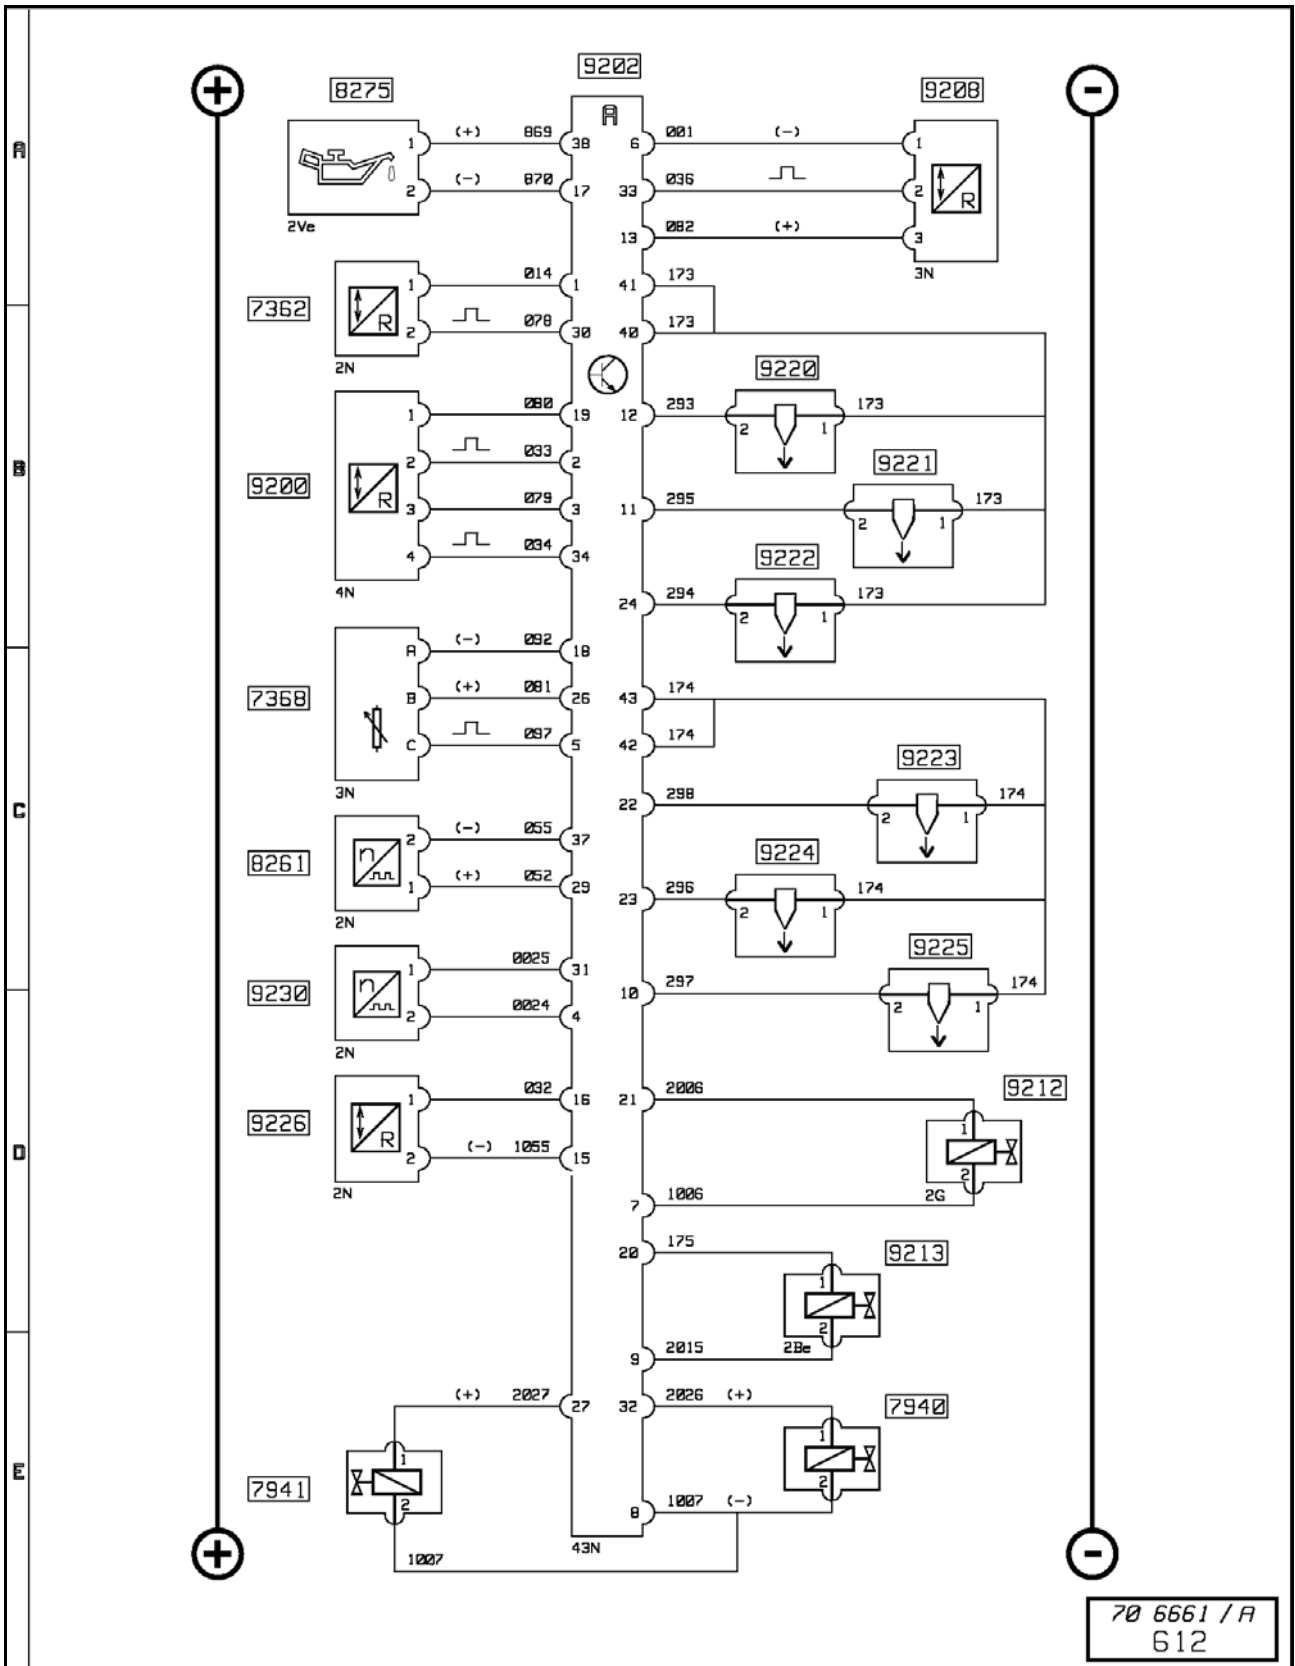 9202
8275 9208
A
A
(+) 869 001 (-)
1 38 6 1
(-) 870 036
2 17 33 2 R
2Ve 082 (+)
13 3
3N
014 173
7362 1 1 41
R 078 173
2 30 40
2N
9220
080 293 173
1 19 12 2 1
033
2 2
B
9221
9200 R 079 295 173
3 3 11 2 1
034
4 34
4N
9222
294 173
24 2 1
(-) 092
A 18
7368 (+) 081 174
B 26 43
097 174
C 5 42
3N
9223
C
298 174
22 2 1
(-) 055
8261 n 2 37
9224
(+) 052 296 174
1 29 23 2 1
2N
9225
0025
9230 n 1 31
0024 297 174
2 4 10 2 1
2N
9212
032 2006
9226 1 16 21
R 1
D
(-) 1055
2 15 2
2N 2G
1006
7
175 9213
20
1
2
2Be
2015
9
(+) 2027 2026 (+) 7940
27 32
1
1
E
7941 2
2
1007 (-)
8
43N
1007
70 6661 / A
612